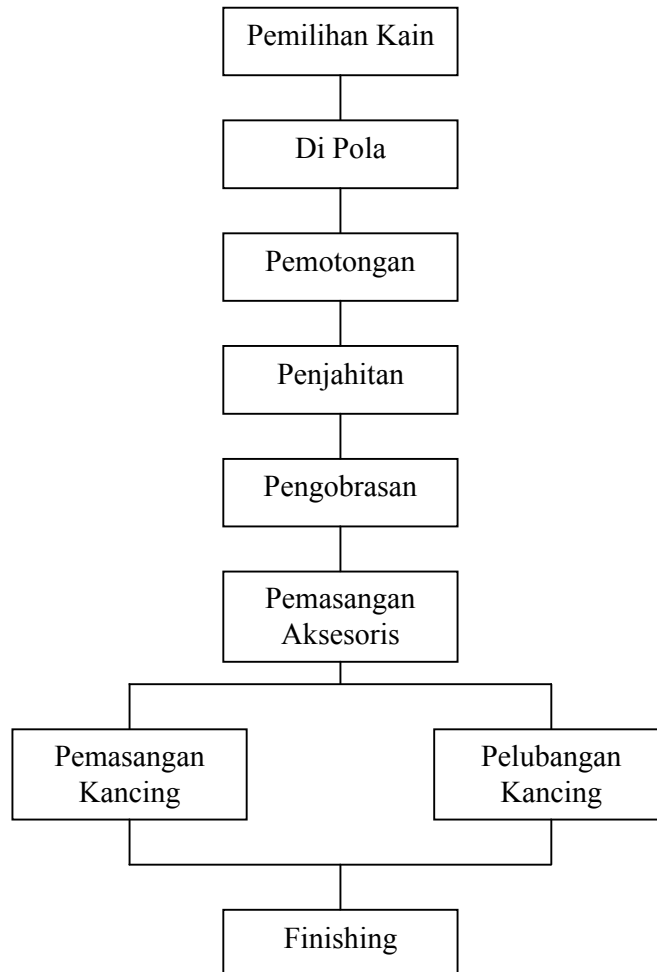 Pemilihan Kain
Di Pola
Pemotongan
Penjahitan
Pengobrasan
Pemasangan
Aksesoris
Pemasangan
Kancing
Pelubangan
Kancing
Finishing